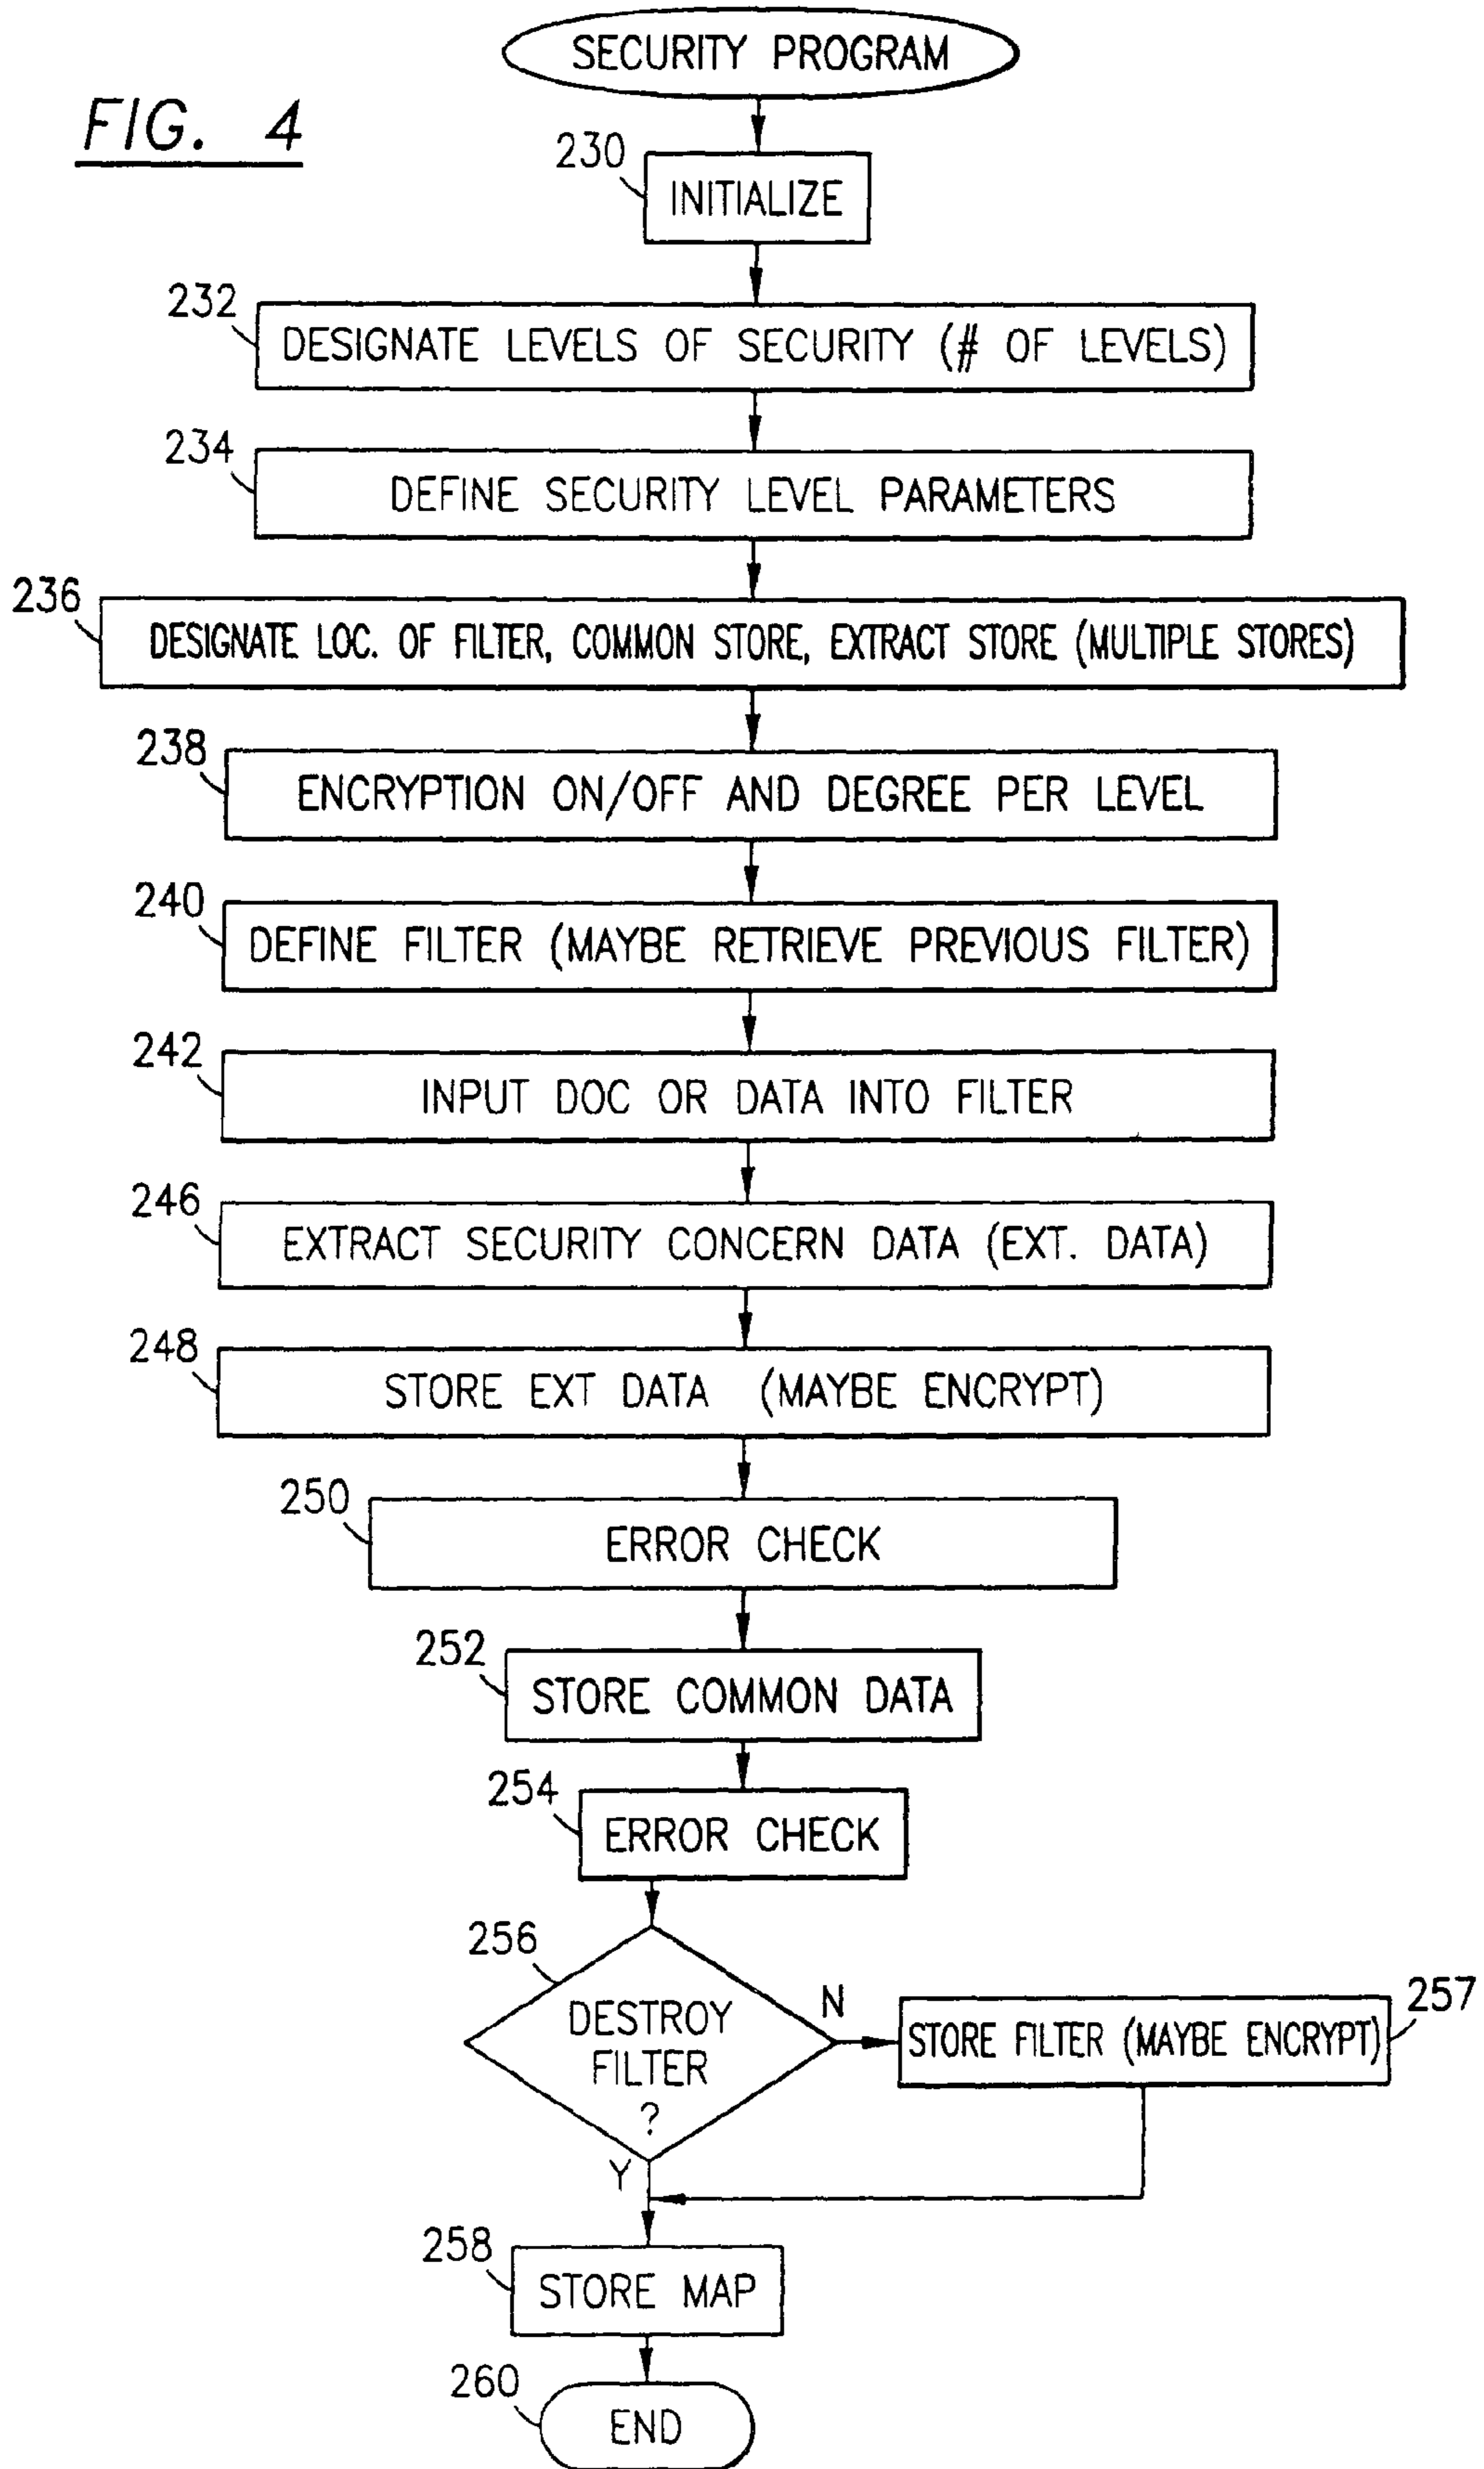 SECURITY PROGRAM
FIG. 4
230
INITIALIZE
232
DESIGNATE LEVELS OF SECURITY (# OF LEVELS)
234
DEFINE SECURITY LEVEL PARAMETERS
236
DESIGNATE LOC. OF FILTER, COMMON STORE, EXTRACT STORE (MULTIPLE STORES)
238
ENCRYPTION ON/OFF AND DEGREE PER LEVEL
240
DEFINE FILTER (MAYBE RETRIEVE PREVIOUS FILTER)
242
INPUT DOC OR DATA INTO FILTER
246
EXTRACT SECURITY CONCERN DATA (EXT. DATA)
248
STORE EXT DATA (MAYBE ENCRYPT)
250
ERROR CHECK
252
STORE COMMON DATA
254
ERROR CHECK
256
DESTROY
FILTER
?
N
257
STORE FILTER (MAYBE ENCRYPT)
Y
258
STORE MAP
260
END